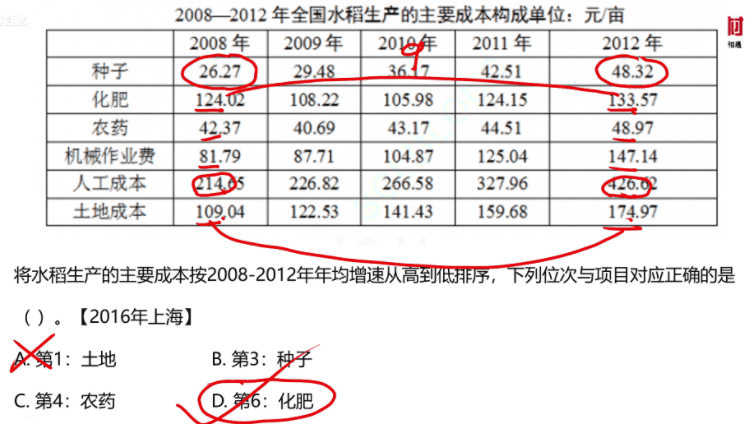 2008—2012 年全国水稻生产的主要成本构成单位：元/亩
2008 年 2009 年 2010 年 2011 年 2012 年
种子 26.27 29.48 36.17 42.51 48.32
化肥 124.02 108.22 105.98 124.15 133.57
农药 42.37 40.69 43.17 44.51 48.97
机械作业费 81.79 87.71 104.87 125.04 147.14
人工成本 214.65 226.82 266.58 327.96 426.62
土地成本 109.04 122.53 141.43 159.68 174.97
将水稻生产的主要成本按2008-2012年年均增速从高到低排序，下列位次与项目对应正确的是
（ ）。【2016年上海】
A. 第1：土地 B. 第3：种子
C. 第4：农药 D. 第6：化肥